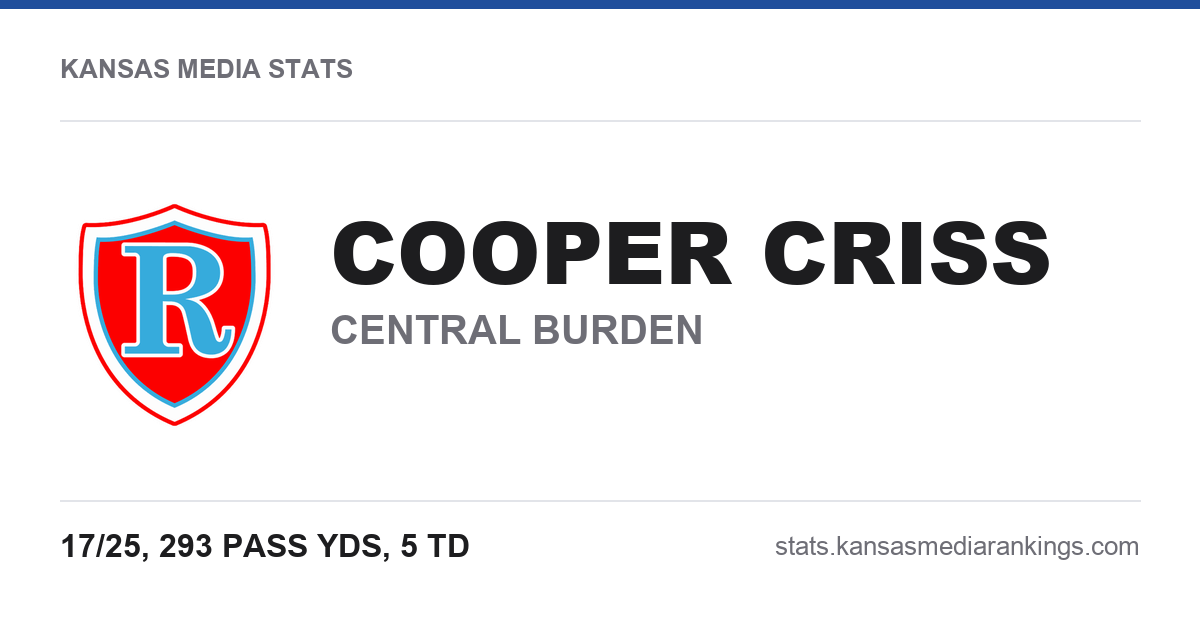 KANSAS MEDIA STATS
R
COOPER CRISS
CENTRAL BURDEN
17/25, 293 PASS YDS, 5 TD
stats.kansasmediarankings.com